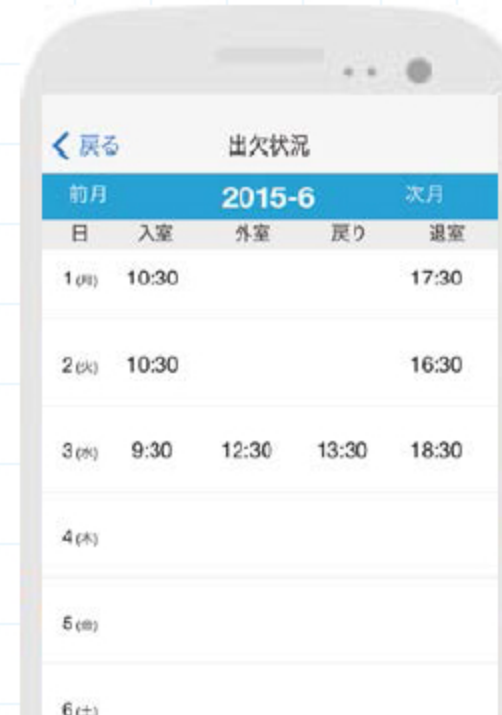 戻る 出欠状況
前月 2015-6 次月
日 入室 外室 戻り 退室
1(月) 10:30 17:30
2(火) 10:30 16:30
3(水) 9:30 12:30 13:30 18:30
4(木)
5(金)
6(土)